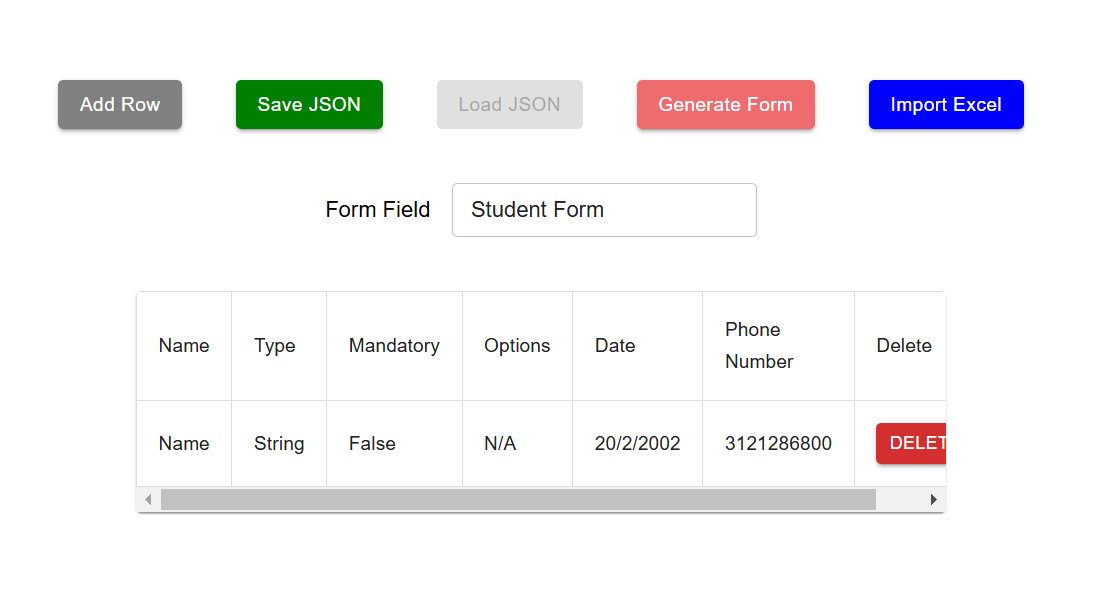 Add Row Save JSON Load JSON Generate Form Import Excel
Form Field Student Form
Name Type Mandatory Options Date Phone Number Delete
Name String False N/A 20/2/2002 3121286800 DELET